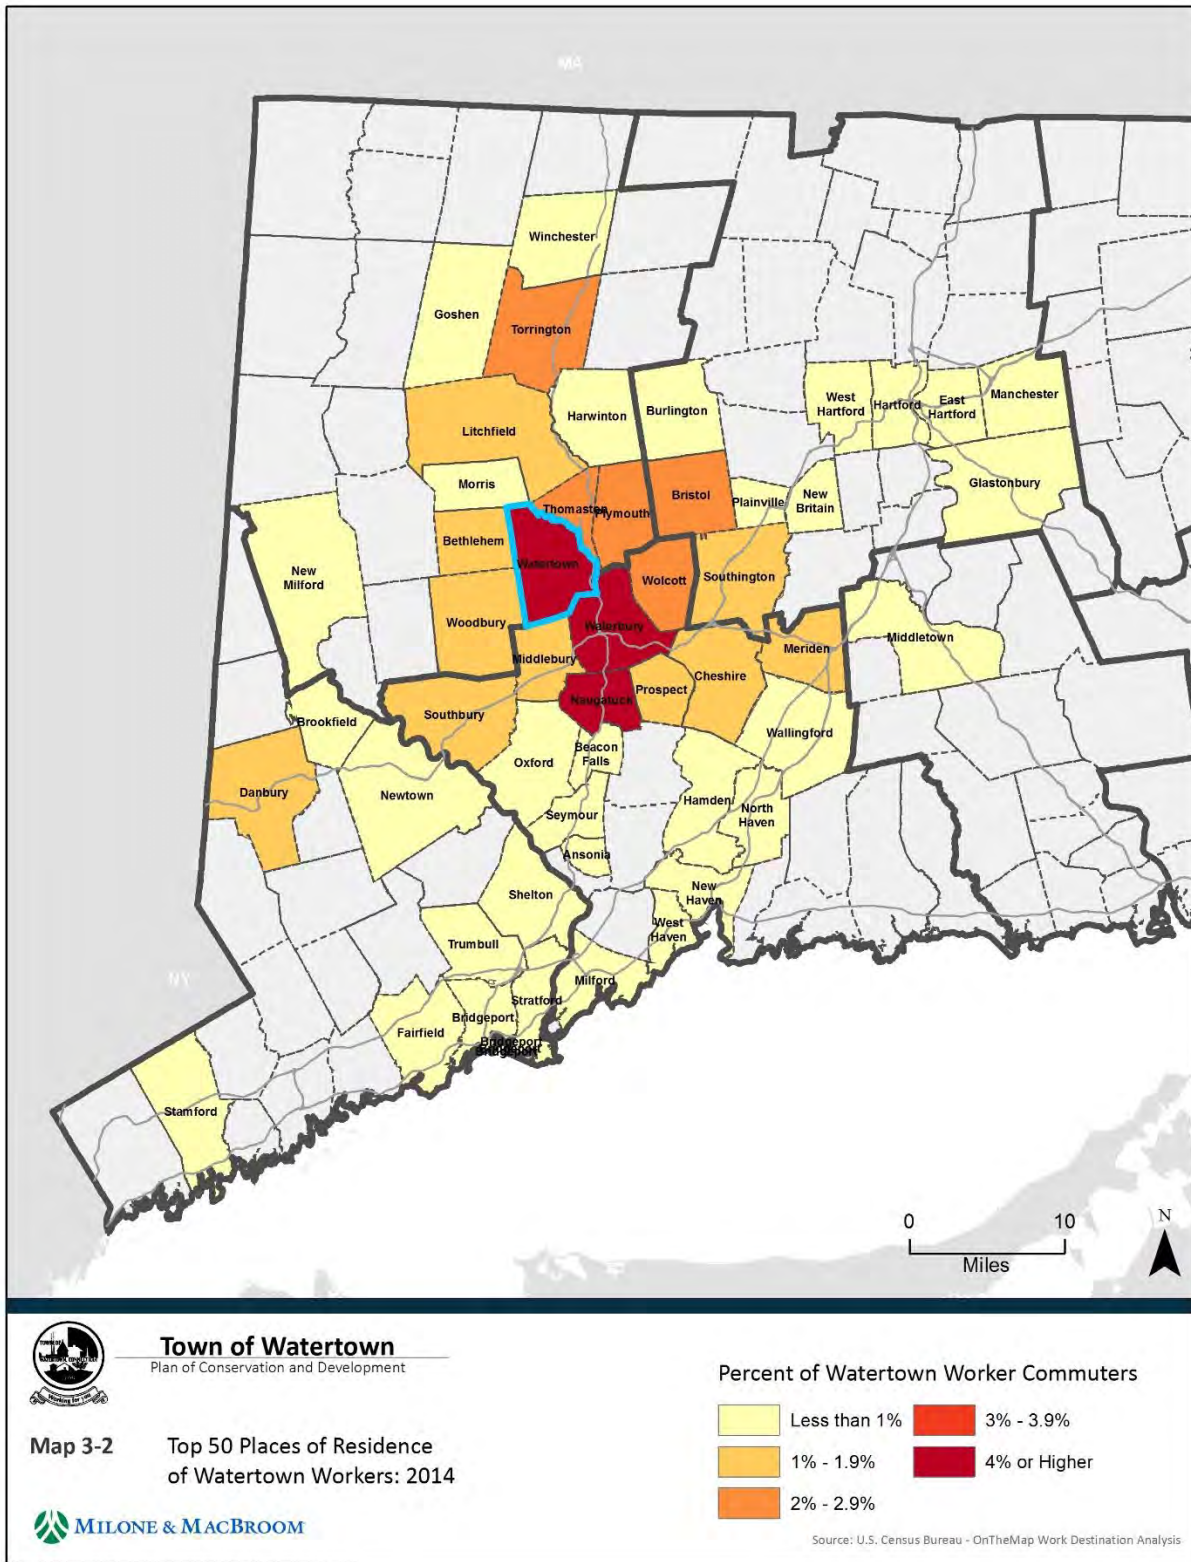 MA
Winchester
Goshen
Torrington
Harwinton
Burlington
West
Hartford
Hartford
East
Hartford
Manchester
Litchfield
Morris
Glastonbury
Bristol
Plainville
New
Britain
Thomaston
Plymouth
Bethlehem
Watertown
New
Milford
Wolcott
Southington
Woodbury
Waterbury
Middletown
Middlebury
Meriden
Cheshire
Prospect
Naugatuck
Southbury
Brookfield
Wallingford
Beacon
Falls
Oxford
Danbury
Newtown
Hamden
North
Haven
Seymour
Ansonia
Shelton
New
Haven
West
Haven
Trumbull
NY
Milford
Stratford
Bridgeport
Fairfield
Bridgeport
Bridgeport
Stamford
0 10
Miles
N
Town of Watertown
Plan of Conservation and Development
Map 3-2 Top 50 Places of Residence
of Watertown Workers: 2014
MILONE & MACBROOM
Percent of Watertown Worker Commuters
Less than 1%
3% - 3.9%
1% - 1.9%
4% or Higher
2% - 2.9%
Source: U.S. Census Bureau - OnTheMap Work Destination Analysis